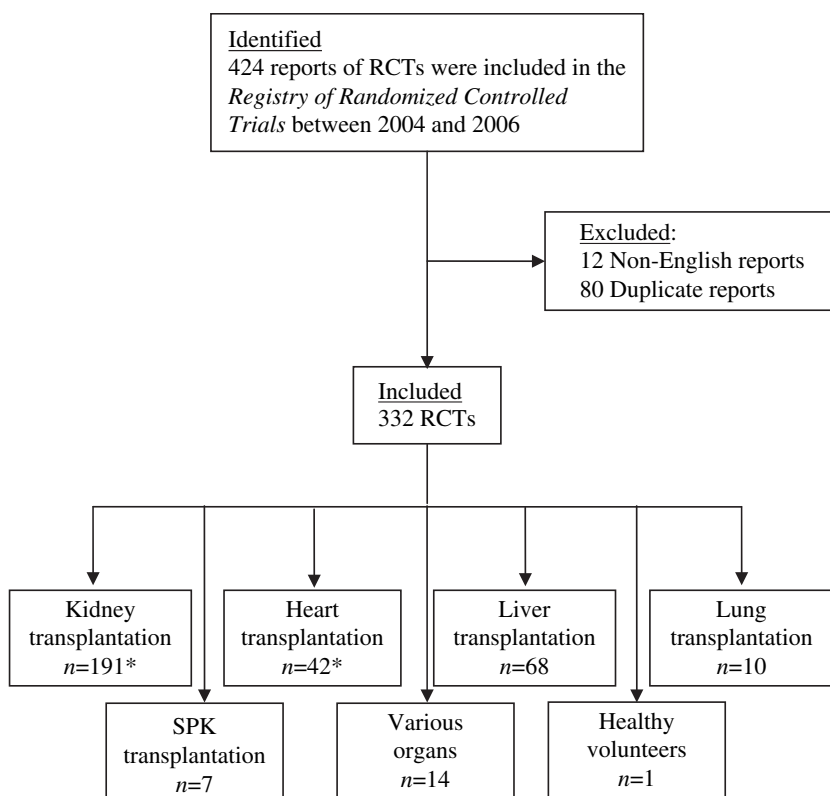 Identified
424 reports of RCTs were included in the
Registry of Randomized Controlled
Trials between 2004 and 2006
Excluded:
12 Non-English reports
80 Duplicate reports
Included
332 RCTs
Kidney
transplantation
n=191*
Heart
transplantation
n=42*
Liver
transplantation
n=68
Lung
transplantation
n=10
SPK
transplantation
n=7
Various
organs
n=14
Healthy
volunteers
n=1